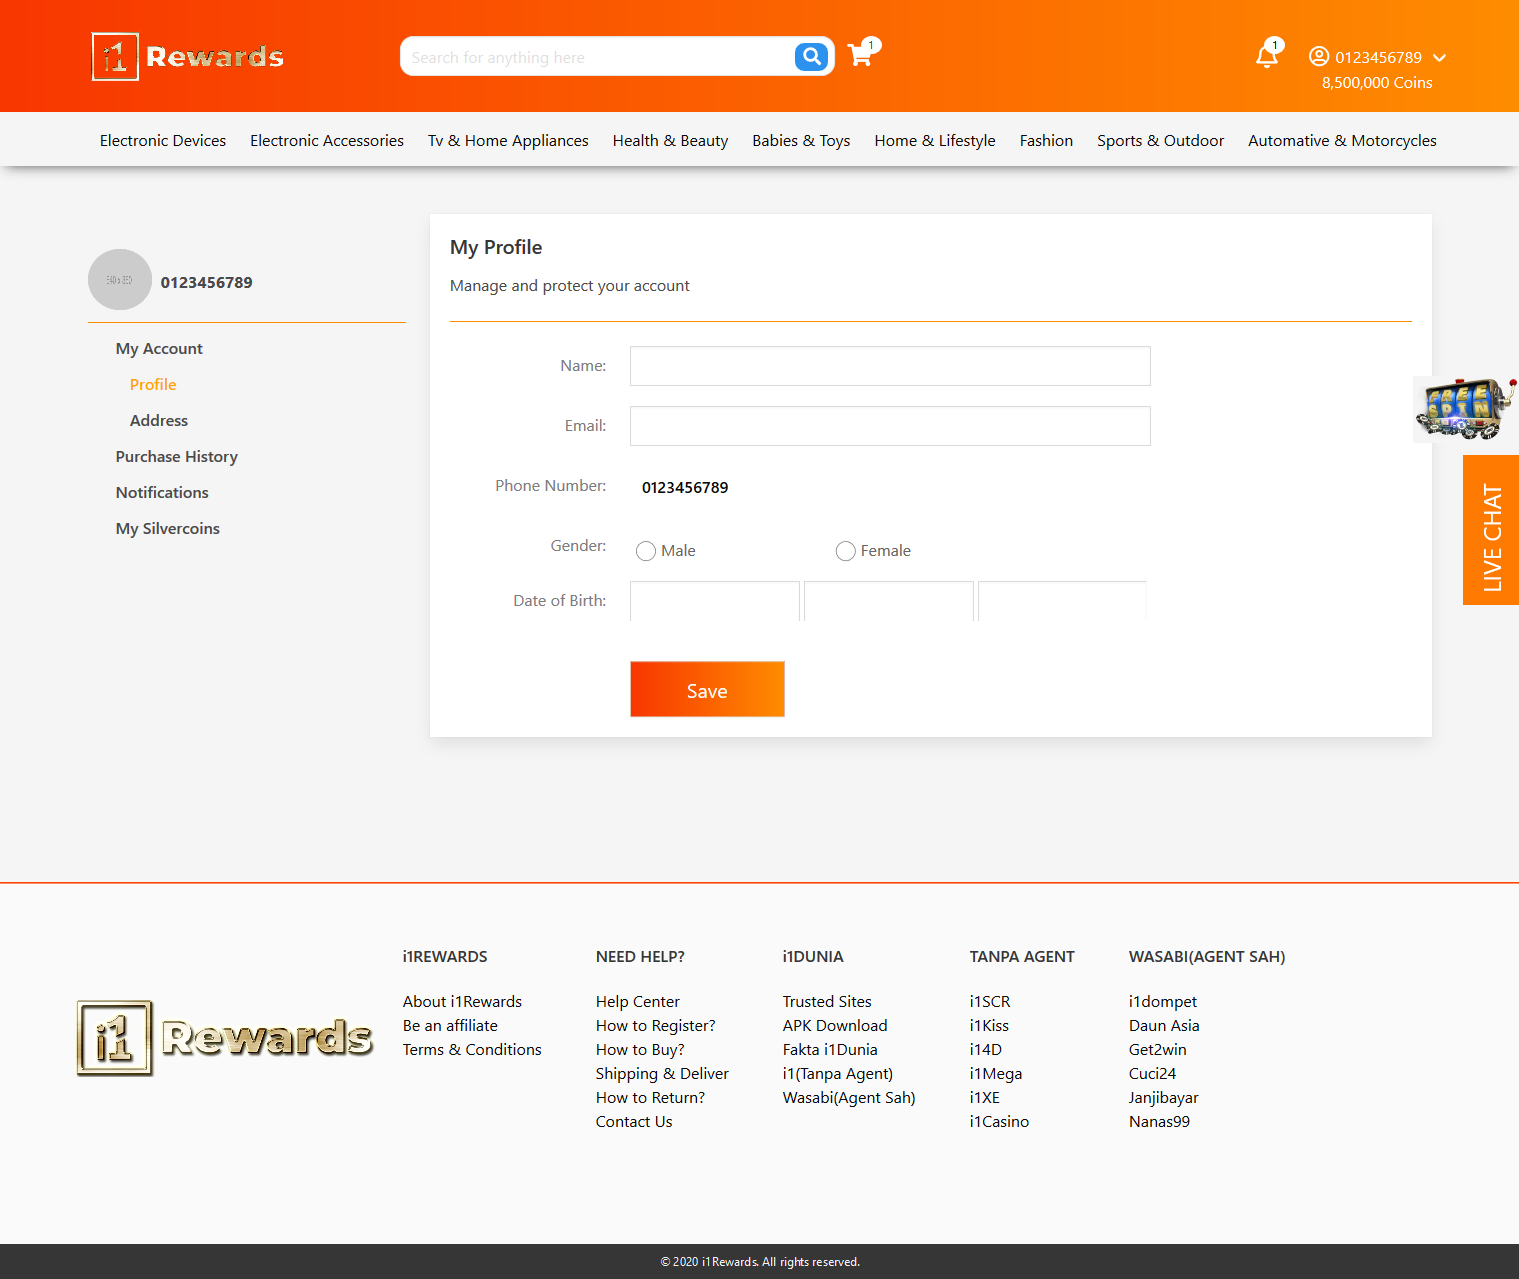 i1 Rewards
Search for anything here
1
1
0123456789
8,500,000 Coins
Electronic Devices
Electronic Accessories
Tv & Home Appliances
Health & Beauty
Babies & Toys
Home & Lifestyle
Fashion
Sports & Outdoor
Automative & Motorcycles
0123456789
My Account
Profile
Address
Purchase History
Notifications
My Silvercoins
My Profile
Manage and protect your account
Name:
Email:
Phone Number:
0123456789
Gender:
Male
Female
Date of Birth:
Save
FREE
SPIN
LIVE CHAT
i1 Rewards
i1REWARDS
About i1Rewards
Be an affiliate
Terms & Conditions
NEED HELP?
Help Center
How to Register?
How to Buy?
Shipping & Deliver
How to Return?
Contact Us
i1DUNIA
Trusted Sites
APK Download
Fakta i1Dunia
i1(Tanpa Agent)
Wasabi(Agent Sah)
TANPA AGENT
i1SCR
i1Kiss
i14D
i1Mega
i1XE
i1Casino
WASABI(AGENT SAH)
i1dompet
Daun Asia
Get2win
Cuci24
Janjibayar
Nanas99
© 2020 i1Rewards. All rights reserved.